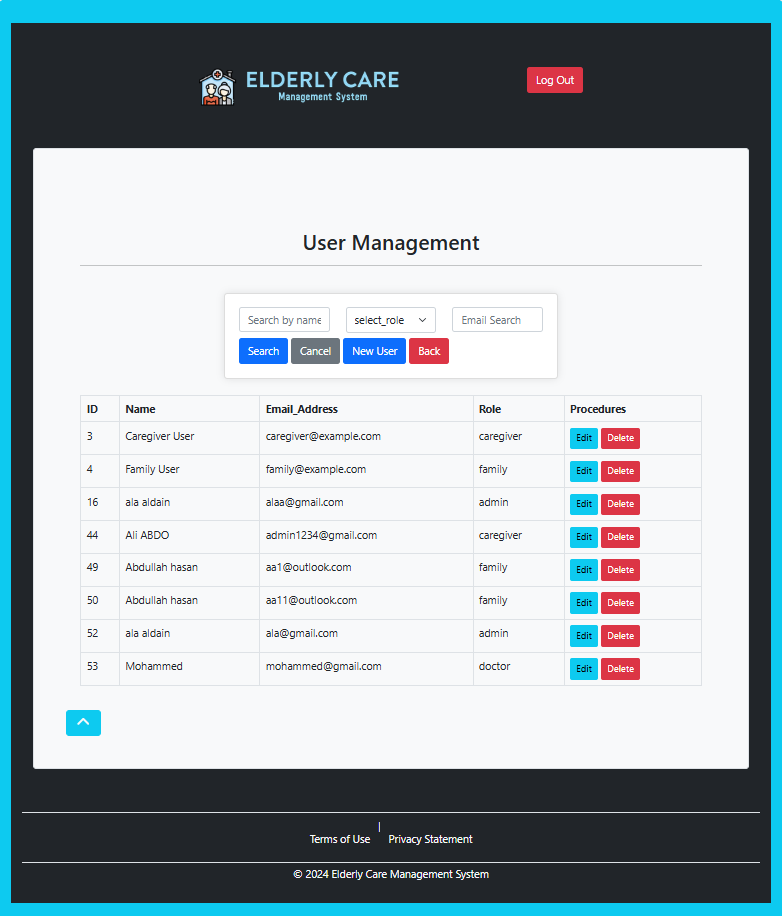 ELDERLY CARE
Management System
Log Out
User Management
Search by name
select_role
Email Search
Search Cancel New User Back
ID Name Email_Address Role Procedures
3 Caregiver User caregiver@example.com caregiver Edit Delete
4 Family User family@example.com family Edit Delete
16 ala aldain alaa@gmail.com admin Edit Delete
44 Ali ABDO admin1234@gmail.com caregiver Edit Delete
49 Abdullah hasan aa1@outlook.com family Edit Delete
50 Abdullah hasan aa11@outlook.com family Edit Delete
52 ala aldain ala@gmail.com admin Edit Delete
53 Mohammed mohammed@gmail.com doctor Edit Delete
|
Terms of Use Privacy Statement
© 2024 Elderly Care Management System